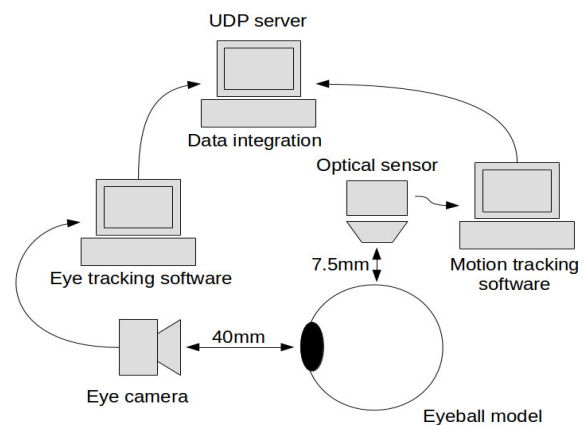 UDP server
Data integration
Optical sensor
7.5mm
Eye tracking software
Motion tracking
software
40mm
Eye camera
Eyeball model